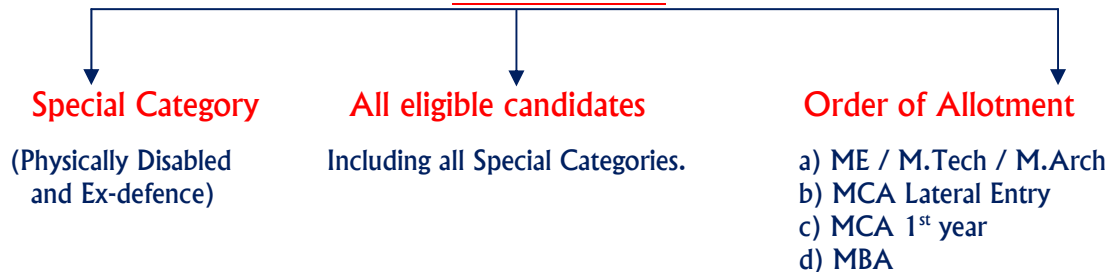 Special Category
(Physically Disabled
and Ex-defence)
All eligible candidates
Including all Special Categories.
Order of Allotment
a) ME / M.Tech / M.Arch
b) MCA Lateral Entry
c) MCA 1st year
d) MBA